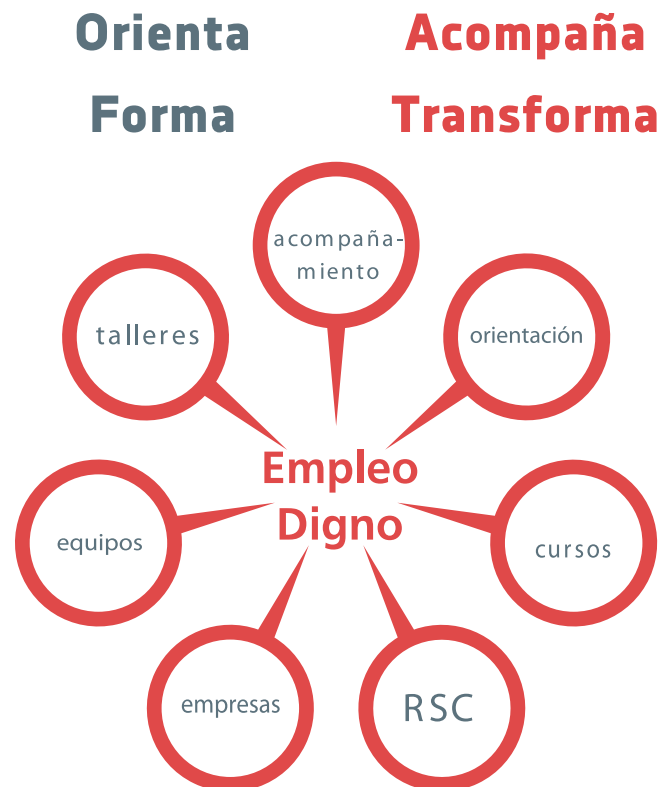 Orienta
Acompaña
Forma
Transforma
acompaña-
miento
talleres
orientación
Empleo
Digno
equipos
cursos
empresas
RSC